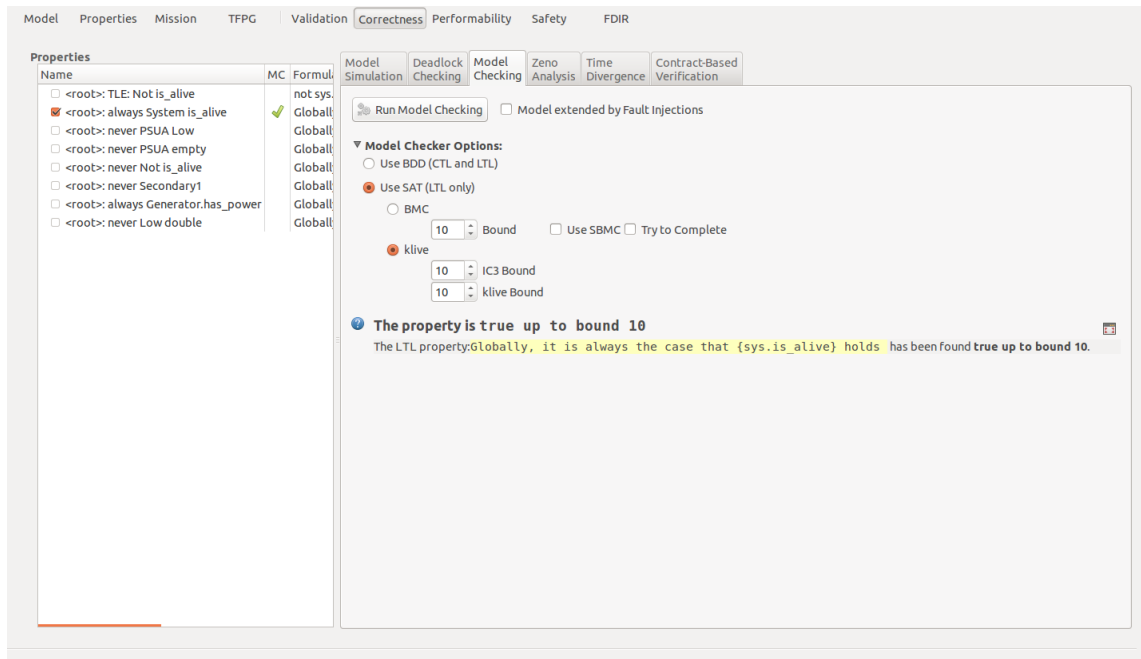 Model Properties Mission TFPG Validation Correctness Performability Safety FDIR
Properties
Name MC Formula
<root>: TLE: Not is_alive not sys.
<root>: always System is_alive Globally
<root>: never PSUA Low Globally
<root>: never PSUA empty Globally
<root>: never Not is_alive Globally
<root>: never Secondary1 Globally
<root>: always Generator.has_power Globally
<root>: never Low double Globally
Model Simulation
Deadlock Checking
Model Checking
Zeno Analysis
Time Divergence
Contract-Based Verification
Run Model Checking Model extended by Fault Injections
Model Checker Options:
Use BDD (CTL and LTL)
Use SAT (LTL only)
BMC
10 Bound Use SBMC Try to Complete
klive
10 IC3 Bound
10 klive Bound
The property is true up to bound 10
The LTL property:Globally, it is always the case that {sys.is_alive} holds has been found true up to bound 10.